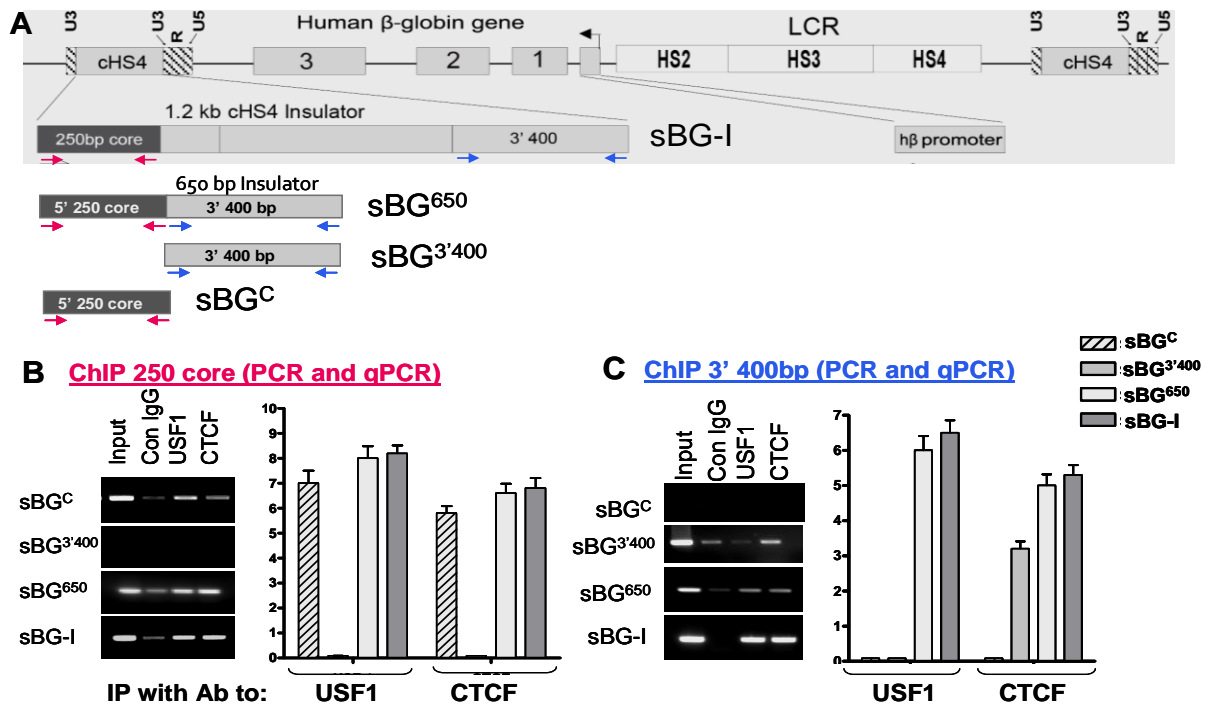 A
U3
U3
R
U5
Human β-globin gene
LCR
U3
U3
R
U5
cHS4
3
2
1
HS2
HS3
HS4
cHS4
1.2 kb cHS4 Insulator
250bp core
3' 400
sBG-I
hβ promoter
650 bp Insulator
5' 250 core
3' 400 bp
sBG650
3' 400 bp
sBG3'400
5' 250 core
sBGC
B
ChIP 250 core (PCR and qPCR)
Input
Con IgG
USF1
CTCF
sBGC
sBG3'400
sBG650
sBG-I
10
9
8
7
6
5
4
3
2
1
0
IP with Ab to:
USF1
CTCF
C
ChIP 3' 400bp (PCR and qPCR)
Input
Con IgG
USF1
CTCF
sBGC
sBG3'400
sBG650
sBG-I
7
6
5
4
3
2
1
0
USF1
CTCF
sBGC
sBG3'400
sBG650
sBG-I